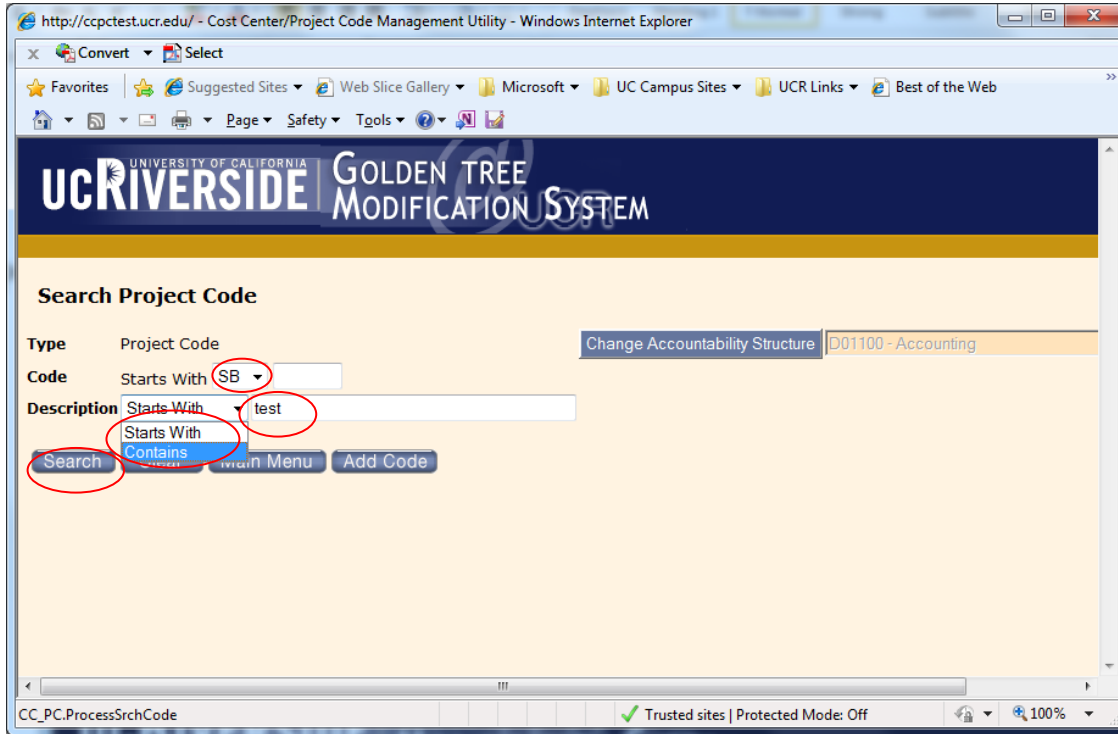 http://ccpctest.ucr.edu/ - Cost Center/Project Code Management Utility - Windows Internet Explorer
x Convert Select
Favorites Suggested Sites Web Slice Gallery Microsoft UC Campus Sites UCR Links Best of the Web »
Page Safety Tools
UNIVERSITY OF CALIFORNIA
UCRIVERSIDE
GOLDEN TREE
MODIFICATION SYSTEM
@UCR
Search Project Code
Type Project Code Change Accountability Structure D01100 - Accounting
Code Starts With SB
Description Starts With test
Starts With
Contains
Search Clear Main Menu Add Code
CC_PC.ProcessSrchCode Trusted sites | Protected Mode: Off 100%